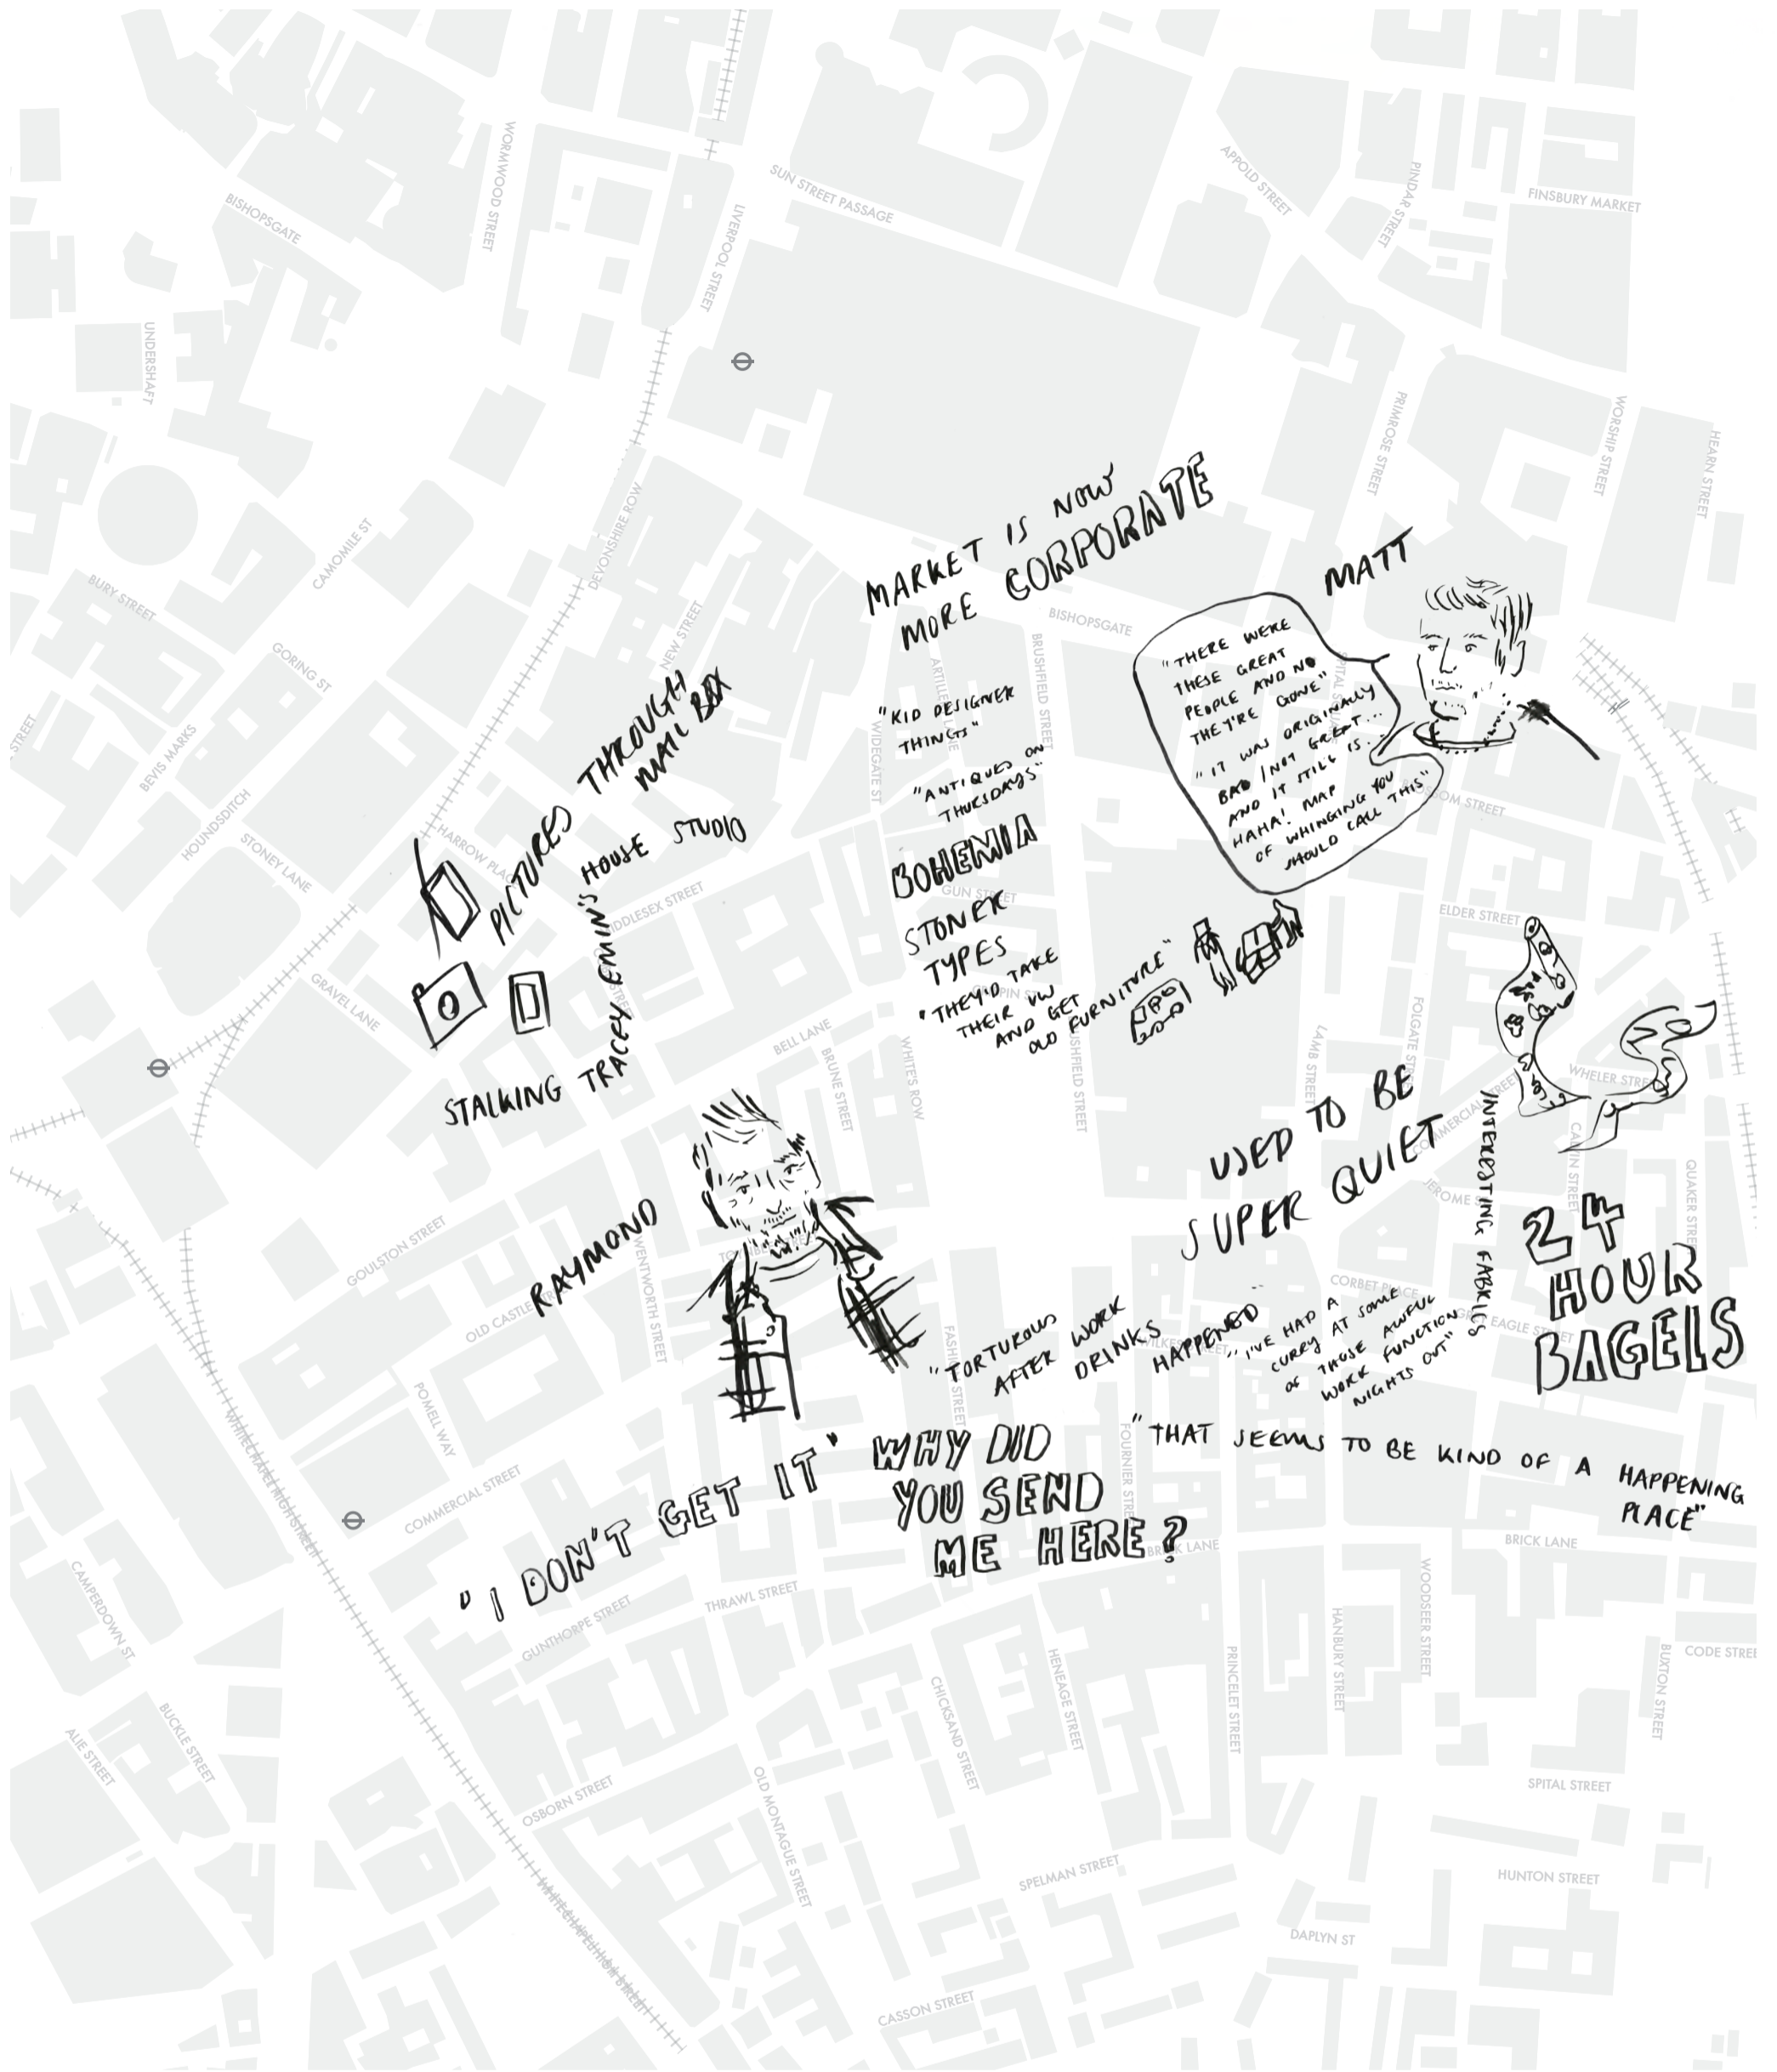 WORMWOOD STREET
BISHOPSGATE
LIVERPOOL STREET
SUN STREET PASSAGE
APPOLD STREET
PINDAR STREET
FINSBURY MARKET
UNDERSHAFT
PRIMROSE STREET
WORSHIP STREET
HEARN STREET
CAMOMILE ST
DEVONSHIRE ROW
BURY STREET
GORING ST
NEW STREET
BEVIS MARKS
STREET
HOUNDSDITCH
STONEY LANE
HARROW PLAC
MARKET IS NOW
MORE CORPORATE
BISHOPSGATE
BRUSHFIELD STREET
WIDEGATE ST
MATT
"THERE WERE
THESE GREAT
PEOPLE AND NO
THEY'RE GONE"
"IT WAS ORIGINALLY
BAD / NOT GREAT...
AND IT STILL IS...
HAHA! MAP
OF WHINGING YOU
SHOULD CALL THIS"
PICTURES THROUGH
MAIL BOX
STALKING TRACEY EMIN'S HOUSE STUDIO
DDLESEX STREET
GRAVEL LANE
"KID DESIGNER
THINGS"
"ANTIQUES ON
THURSDAYS"
BOHEMIA
GUN STREET
STONER
TYPES
"THEY'D TAKE
THEIR VW
AND GET
OLD FURNITURE"
ELDER STREET
FOLGATE STREET
LAMB STREET
WHELER STREET
COMMERCIAL STREET
CALVIN STREET
QUAKER STREET
JEROME S
BELL LANE
BRUNE STREET
WHITE'S ROW
USHFIELD STREET
USED TO BE
SUPER QUIET
INTERESTING FABRICS
24
HOUR
BAGELS
RAYMOND
GOULSTON STREET
OLD CASTLE STR
WENTWORTH STREET
CORBET PLACE
EAGLE STREET
"TORTUROUS
AFTER WORK
DRINKS
HAPPENED"
"I'VE HAD A
CURRY AT SOME
OF THOSE AWFUL
WORK FUNCTION
NIGHTS OUT"
"THAT SEEMS TO BE KIND OF A HAPPENING
PLACE"
"I DON'T GET IT"
WHY DID
YOU SEND
ME HERE?
POMELL WAY
WHITECHAPEL HIGH STREET
COMMERCIAL STREET
FOURNIER STREE
BRICK LANE
BRICK LANE
CAMPERDOWN ST
GUNTHORPE STREET
THRAWL STREET
CHICKSAND STREET
HENEAGE STREET
PRINCELET STREET
HANBURY STREET
WOODSEER STREET
BUXTON STREET
CODE STREE
ALIE STREET
BUCKLE STREET
OSBORN STREET
OLD MONTAGUE STREET
SPITAL STREET
SPELMAN STREET
HUNTON STREET
DAPLYN ST
CASSON STREET